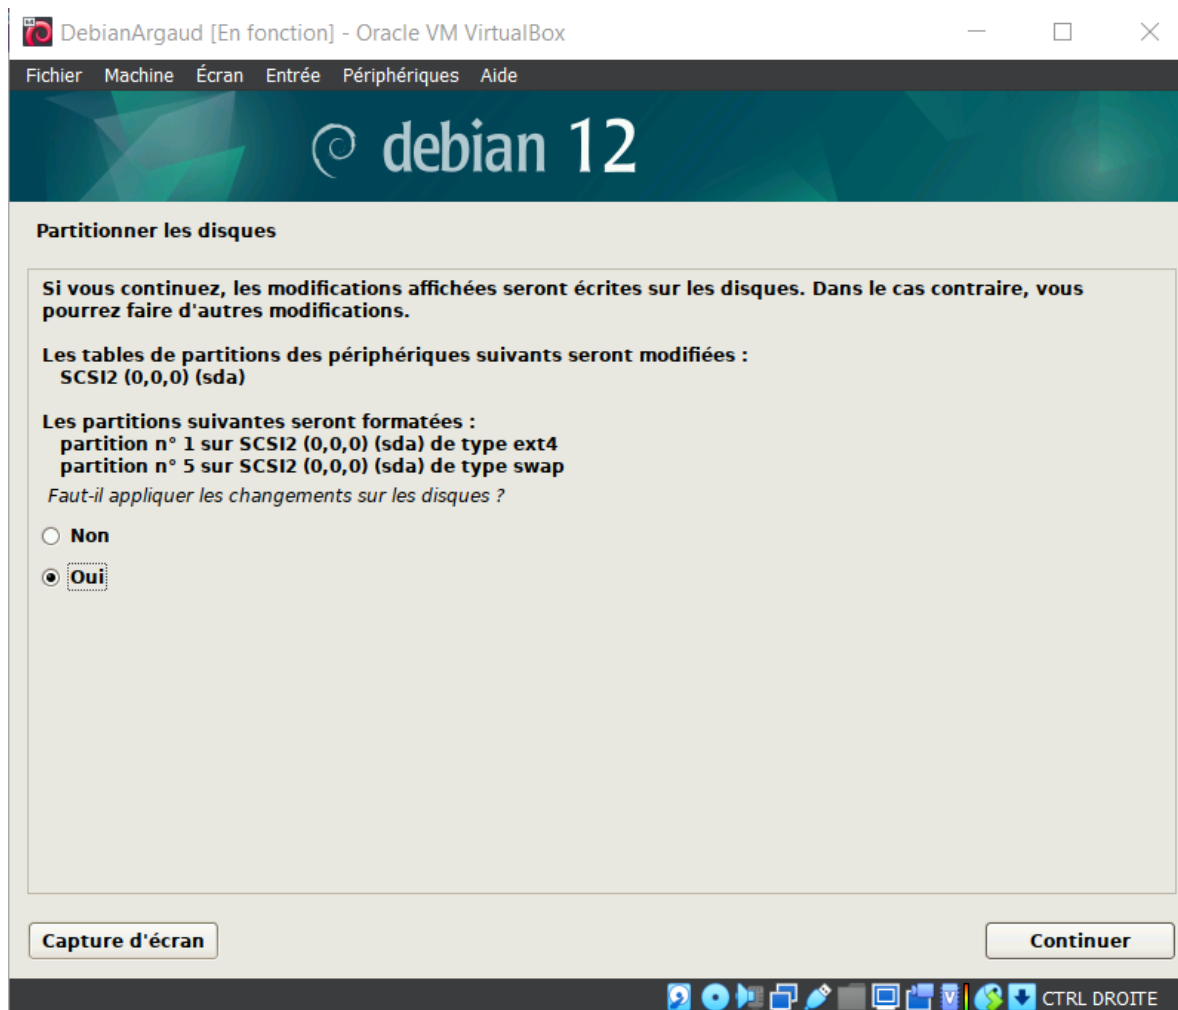 DebianArgaud [En fonction] - Oracle VM VirtualBox
Fichier Machine Écran Entrée Périphériques Aide
debian 12
Partitionner les disques
Si vous continuez, les modifications affichées seront écrites sur les disques. Dans le cas contraire, vous
pourrez faire d'autres modifications.
Les tables de partitions des périphériques suivants seront modifiées :
SCSI2 (0,0,0) (sda)
Les partitions suivantes seront formatées :
partition n° 1 sur SCSI2 (0,0,0) (sda) de type ext4
partition n° 5 sur SCSI2 (0,0,0) (sda) de type swap
Faut-il appliquer les changements sur les disques ?
Non
Oui
Capture d'écran
Continuer
CTRL DROITE